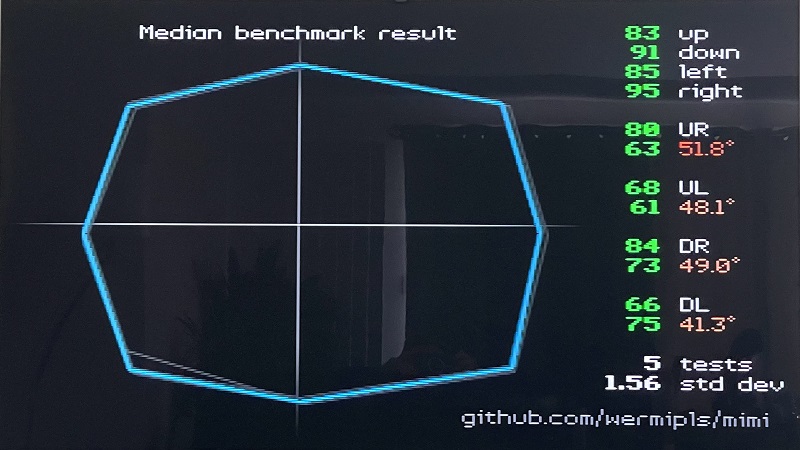 Median benchmark result
83 up
91 down
85 left
95 right
80 UR
63 51.8°
68 UL
61 48.1°
84 DR
73 49.0°
66 DL
75 41.3°
5 tests
1.56 std dev
github.com/wermipls/mimi